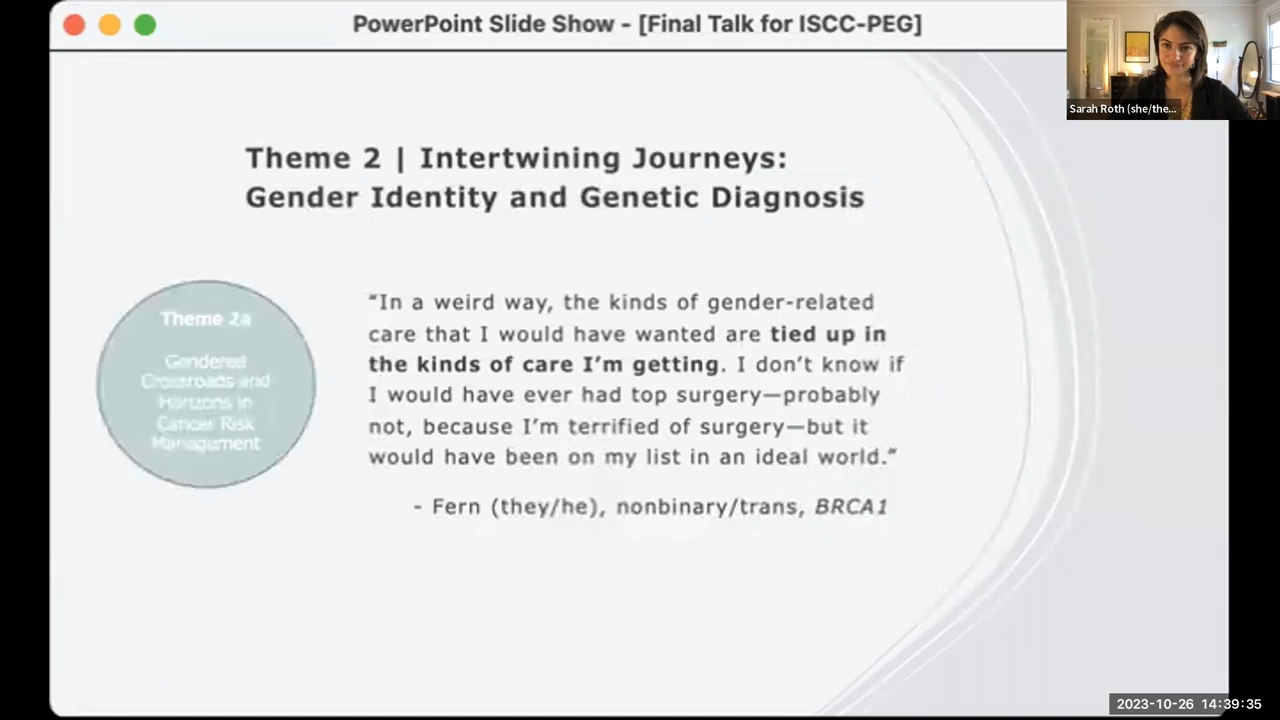 PowerPoint Slide Show - [Final Talk for ISCC-PEG]
Sarah Roth (she/the...
Theme 2 | Intertwining Journeys:
Gender Identity and Genetic Diagnosis
Theme 2a
Gendered
Crossroads and
Horizons in
Cancer Risk
Management
“In a weird way, the kinds of gender-related
care that I would have wanted are tied up in
the kinds of care I’m getting. I don’t know if
I would have ever had top surgery—probably
not, because I’m terrified of surgery—but it
would have been on my list in an ideal world.”
- Fern (they/he), nonbinary/trans, BRCA1
2023-10-26 14:39:35